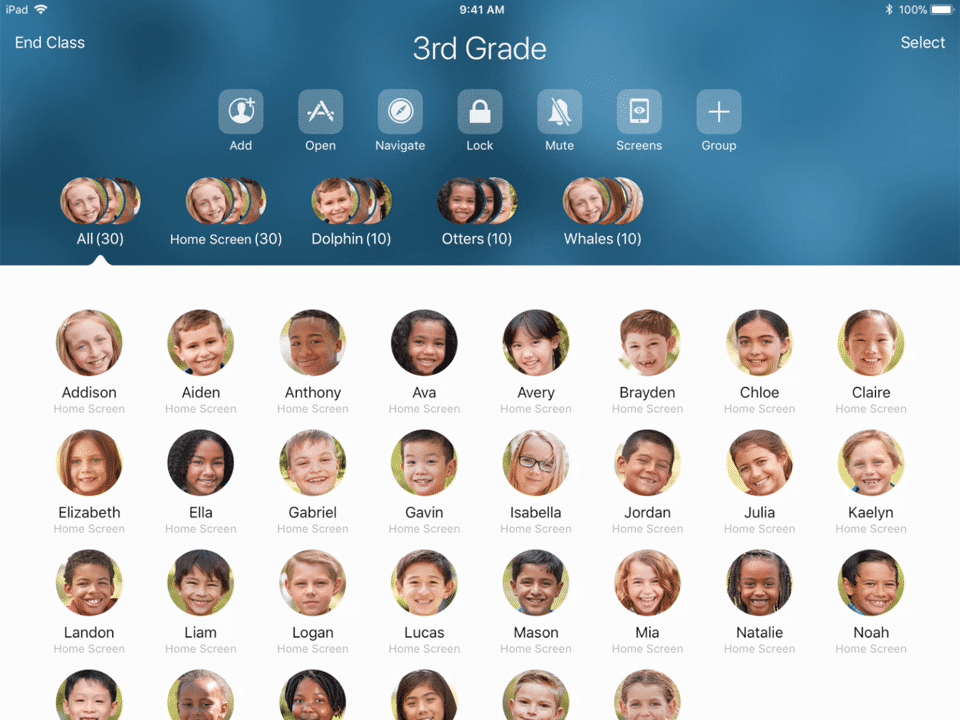 iPad 9:41 AM 100%
End Class 3rd Grade Select
Add Open Navigate Lock Mute Screens Group
All (30) Home Screen (30) Dolphin (10) Otters (10) Whales (10)
Addison Aiden Anthony Ava Avery Brayden Chloe Claire
Home Screen Home Screen Home Screen Home Screen Home Screen Home Screen Home Screen Home Screen
Elizabeth Ella Gabriel Gavin Isabella Jordan Julia Kaelyn
Home Screen Home Screen Home Screen Home Screen Home Screen Home Screen Home Screen Home Screen
Landon Liam Logan Lucas Mason Mia Natalie Noah
Home Screen Home Screen Home Screen Home Screen Home Screen Home Screen Home Screen Home Screen